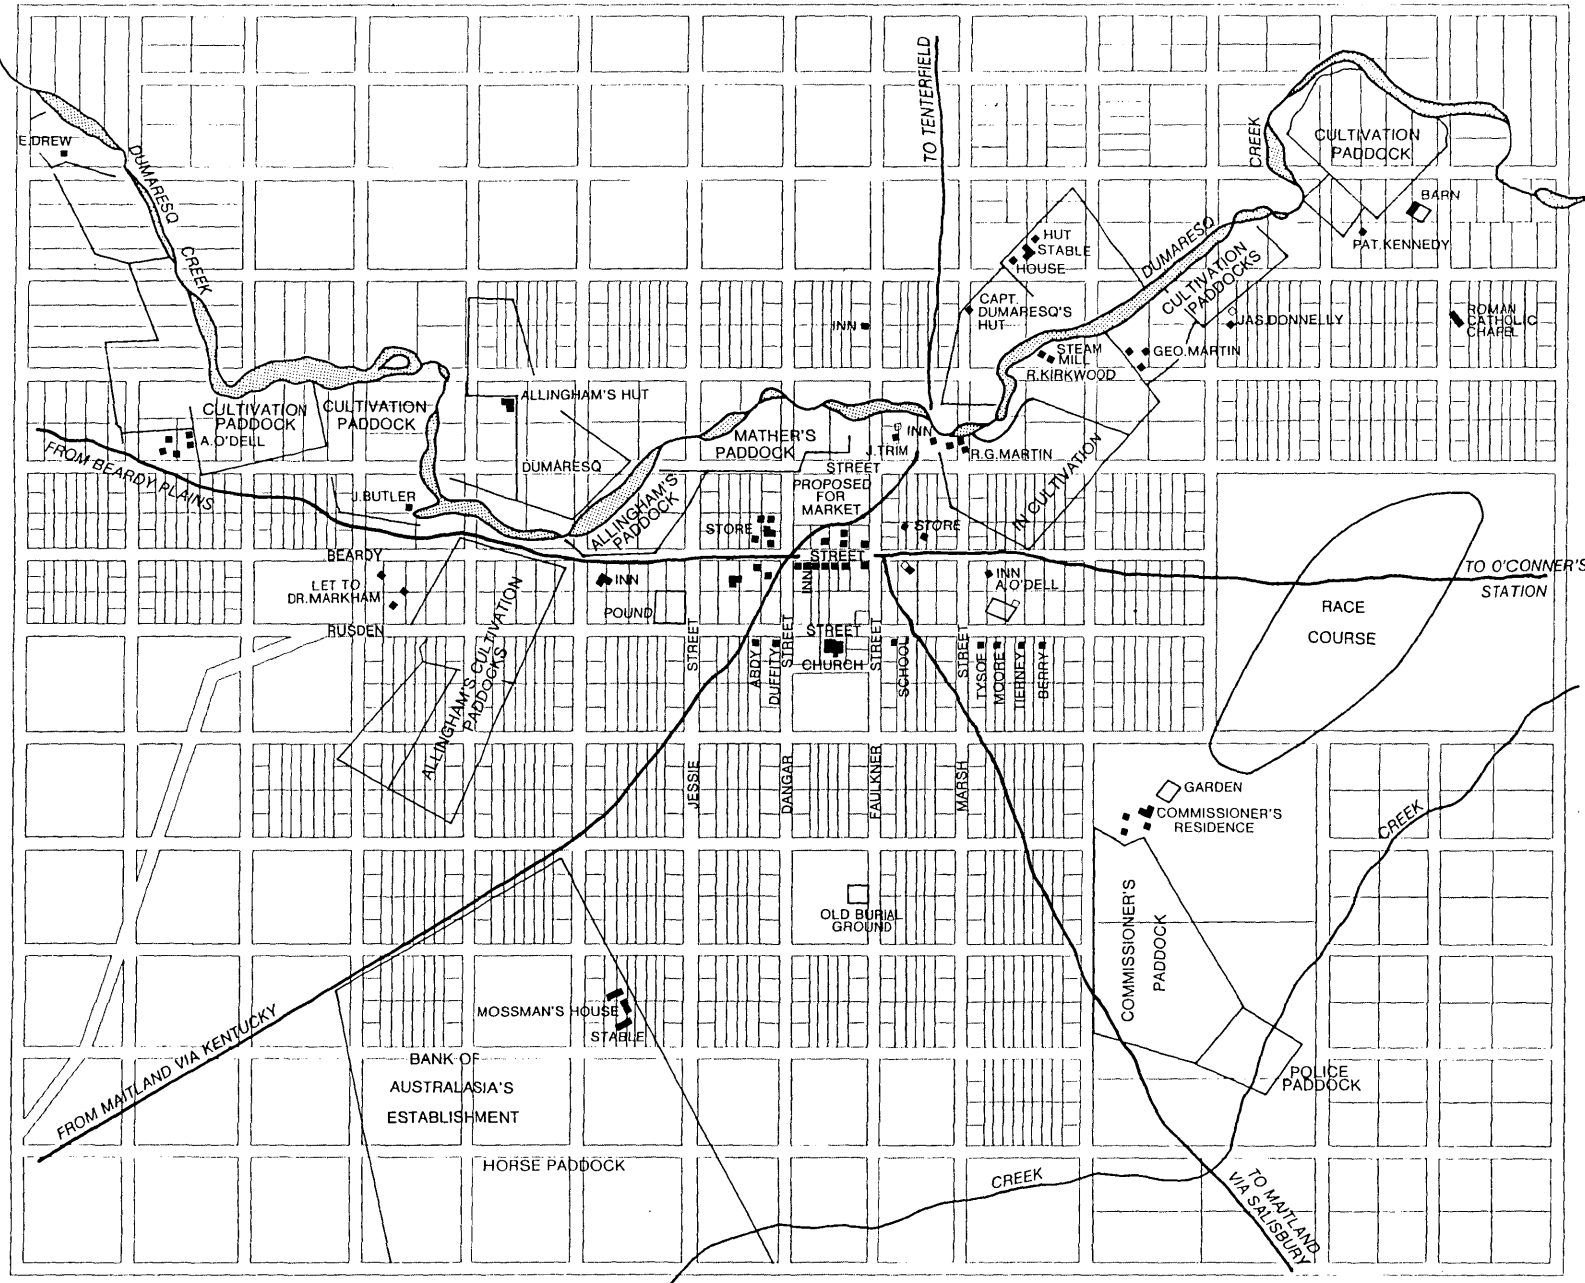 TO TENTERFIELD
CREEK
CULTIVATION
PADDOCK
E.DREW
DUMARESQ
CREEK
BARN
PAT. KENNEDY
HUT
STABLE
HOUSE
DUMARESQ
CULTIVATION
PADDOCKS
CAPT.
DUMARESQ'S
HUT
INN
JAS.DONNELLY
ROMAN
CATHOLIC
CHAPEL
STEAM
MILL
R.KIRKWOOD
GEO.MARTIN
ALLINGHAM'S HUT
CULTIVATION
PADDOCK
CULTIVATION
PADDOCK
A.O'DELL
MATHER'S
PADDOCK
INN
J.TRIM
R.G.MARTIN
FROM BEARDY PLAINS
DUMARESQ
STREET
PROPOSED
FOR
MARKET
IN CULTIVATION
J.BUTLER
ALLINGHAM'S
PADDOCK
STORE
STORE
BEARDY
STREET
TO O'CONNER'S
STATION
LET TO
DR.MARKHAM
INN
INN
INN
A.O'DELL
POUND
RACE
COURSE
RUSDEN
STREET
ALLINGHAM'S CULTIVATION
PADDOCKS
STREET
ABDY
DUFFITY
STREET
CHURCH
STREET
SCHOOL
STREET
TYSOE
MOORE
TIERNEY
BERRY
JESSIE
DANGAR
FAULKNER
MARSH
GARDEN
COMMISSIONER'S
RESIDENCE
CREEK
OLD BURIAL
GROUND
COMMISSIONER'S
PADDOCK
MOSSMAN'S HOUSE
STABLE
FROM MAITLAND VIA KENTUCKY
BANK OF
AUSTRALASIA'S
ESTABLISHMENT
POLICE
PADDOCK
HORSE PADDOCK
CREEK
TO MAITLAND
VIA SALISBURY